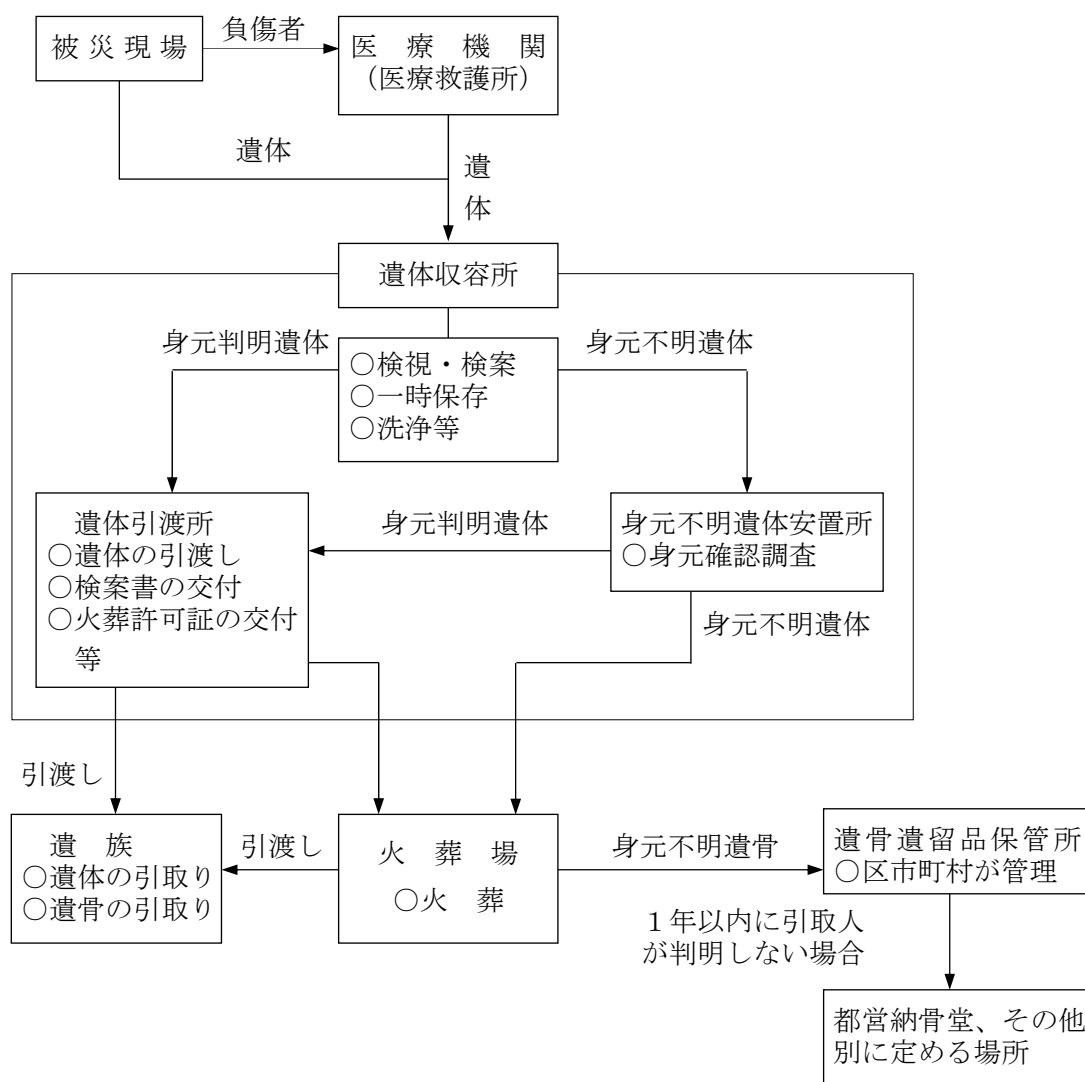 被災現場
負傷者
医療機関
(医療救護所)
遺体
遺
体
遺体収容所
身元判明遺体
○検視・検案
○一時保存
○洗浄等
身元不明遺体
遺体引渡所
○遺体の引渡し
○検案書の交付
○火葬許可証の交付
等
身元判明遺体
身元不明遺体安置所
○身元確認調査
身元不明遺体
引渡し
遺族
○遺体の引取り
○遺骨の引取り
引渡し
火葬場
○火葬
身元不明遺骨
遺骨遺留品保管所
○区市町村が管理
1年以内に引取人
が判明しない場合
都営納骨堂、その他
別に定める場所